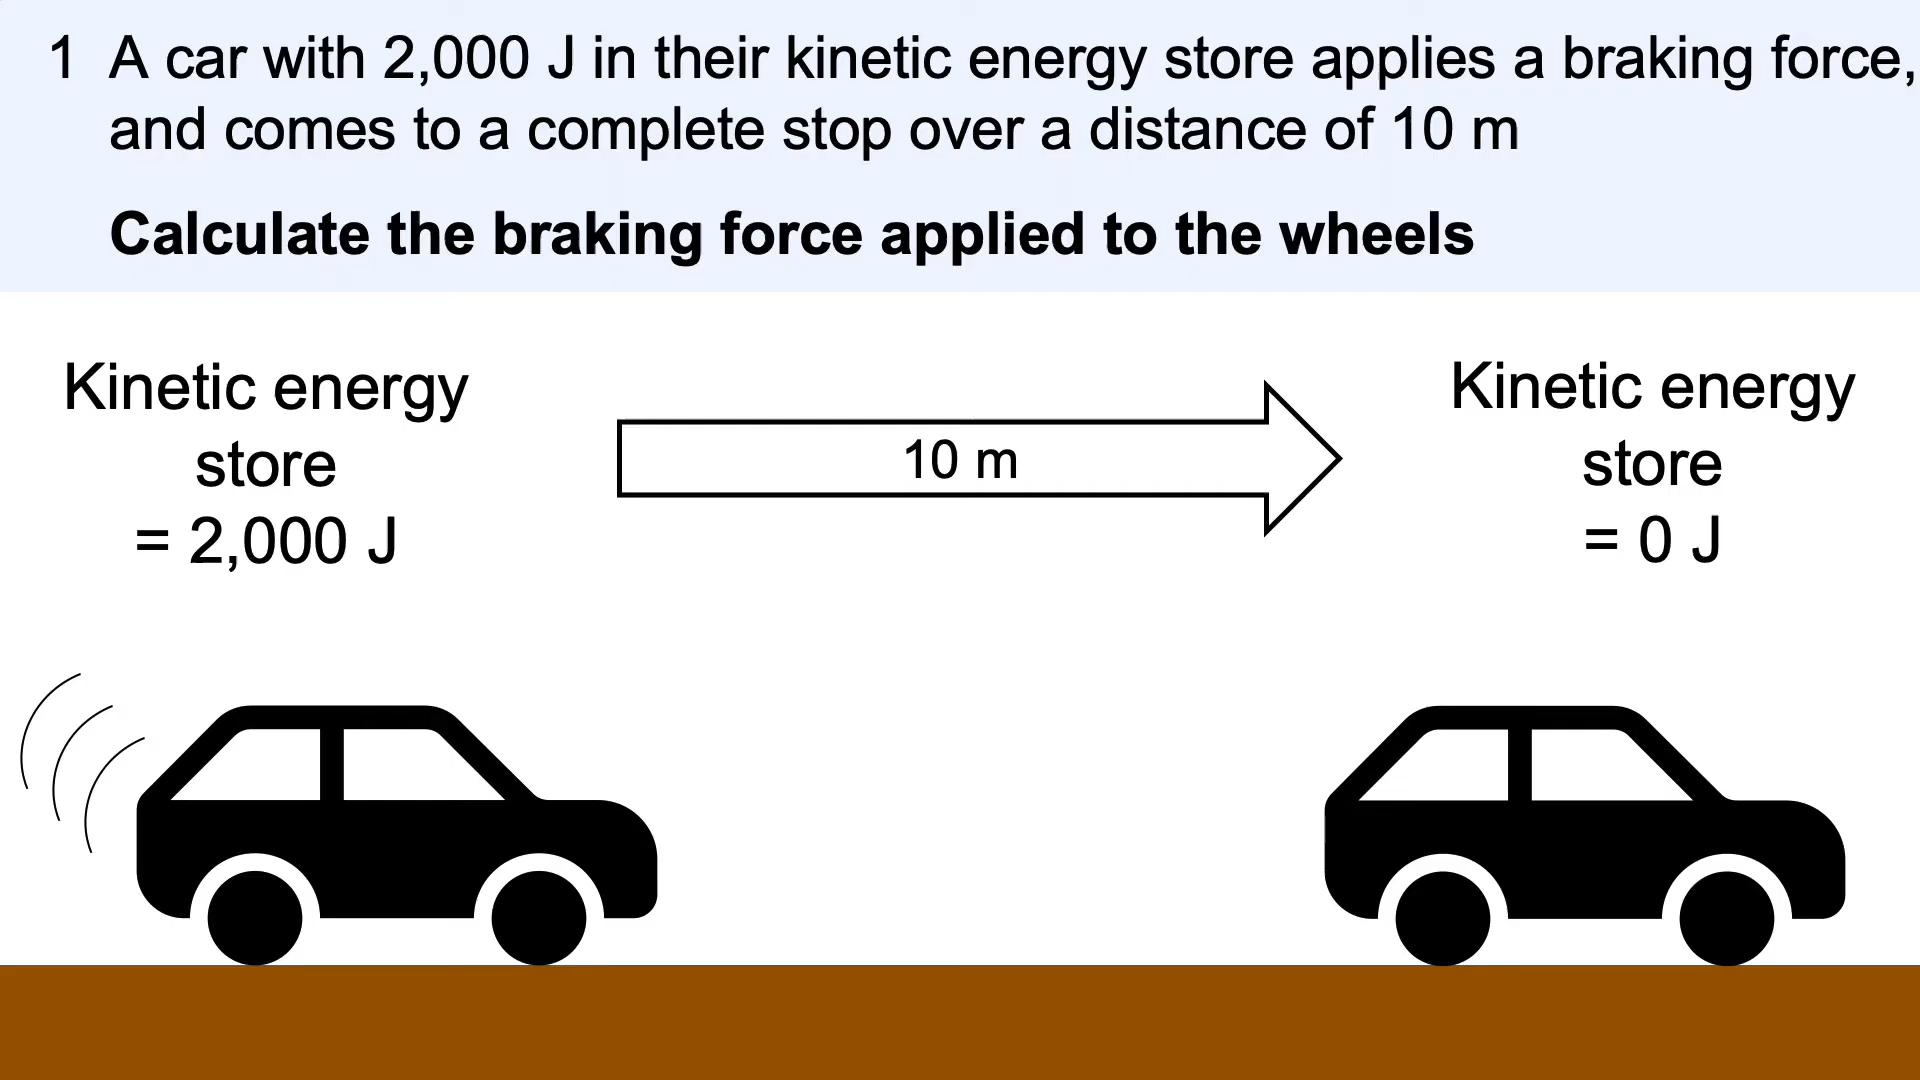 1 A car with 2,000 J in their kinetic energy store applies a braking force,
and comes to a complete stop over a distance of 10 m
Calculate the braking force applied to the wheels
Kinetic energy
store
= 2,000 J
10 m
Kinetic energy
store
= 0 J